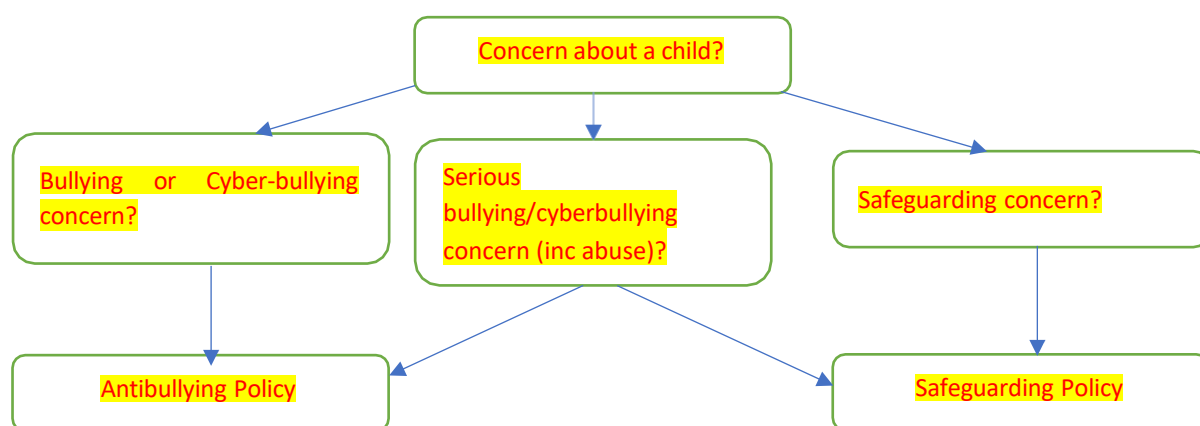 Concern about a child?
Bullying or Cyber-bullying
concern?
Serious
bullying/cyberbullying
concern (inc abuse)?
Safeguarding concern?
Antibullying Policy
Safeguarding Policy